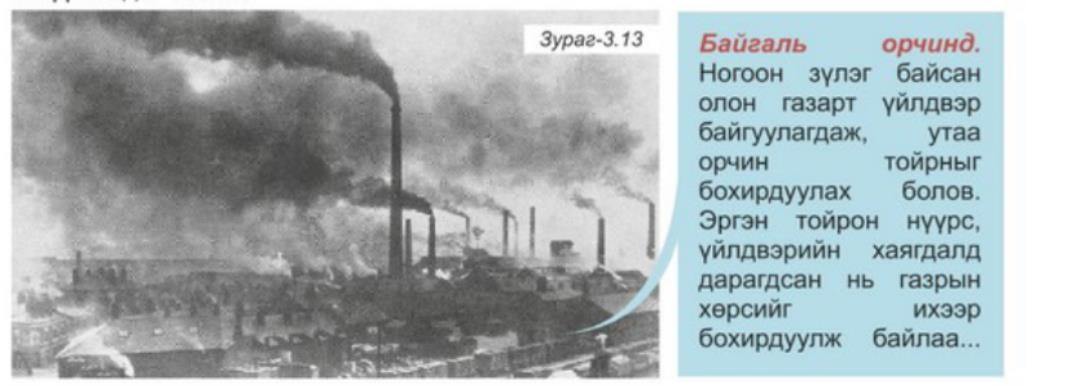 Зураг-3.13
Байгаль орчинд.
Ногоон зүлэг байсан
олон газарт үйлдвэр
байгуулагдаж, утаа
орчин тойрныг
бохирдуулах болов.
Эргэн тойрон нүүрс,
үйлдвэрийн хаягдалд
дарагдсан нь газрын
хөрсийг ихээр
бохирдуулж байлаа...